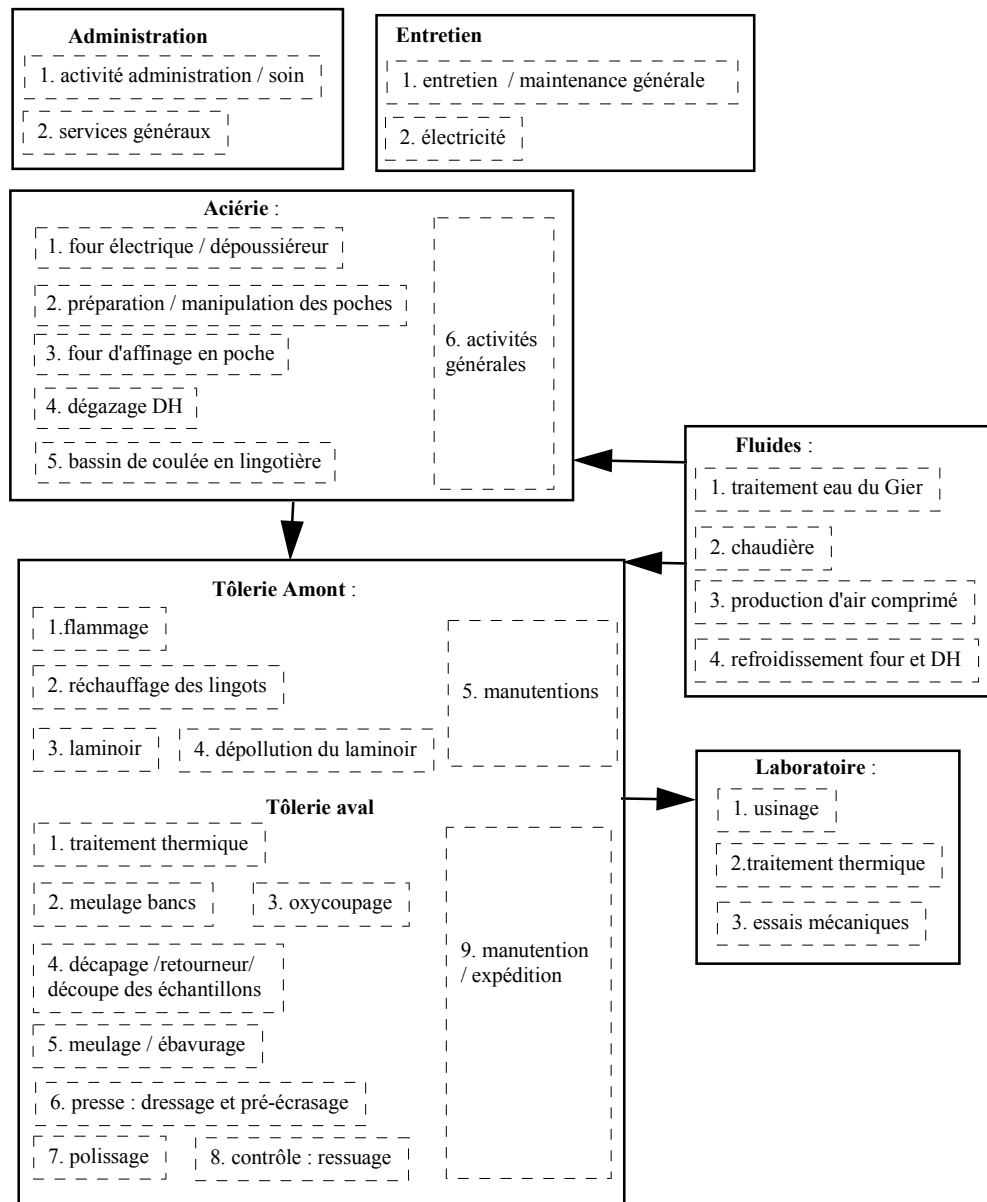 Administration
1. activité administration / soin
2. services généraux
Entretien
1. entretien  / maintenance générale
2. électricité
Aciérie :
1. four électrique / dépoussiéreur
2. préparation / manipulation des poches
3. four d'affinage en poche
4. dégazage DH
5. bassin de coulée en lingotière
6. activités
générales
Fluides :
1. traitement eau du Gier
2. chaudière
3. production d'air comprimé
4. refroidissement four et DH
Tôlerie Amont :
1.flammage
2. réchauffage des lingots
3. laminoir
4. dépollution du laminoir
5. manutentions
Tôlerie aval
1. traitement thermique
2. meulage bancs
3. oxycoupage
4. décapage /retourneur/
découpe des échantillons
5. meulage / ébavurage
6. presse : dressage et pré-écrasage
7. polissage
8. contrôle : ressuage
9. manutention
/ expédition
Laboratoire :
1. usinage
2.traitement thermique
3. essais mécaniques